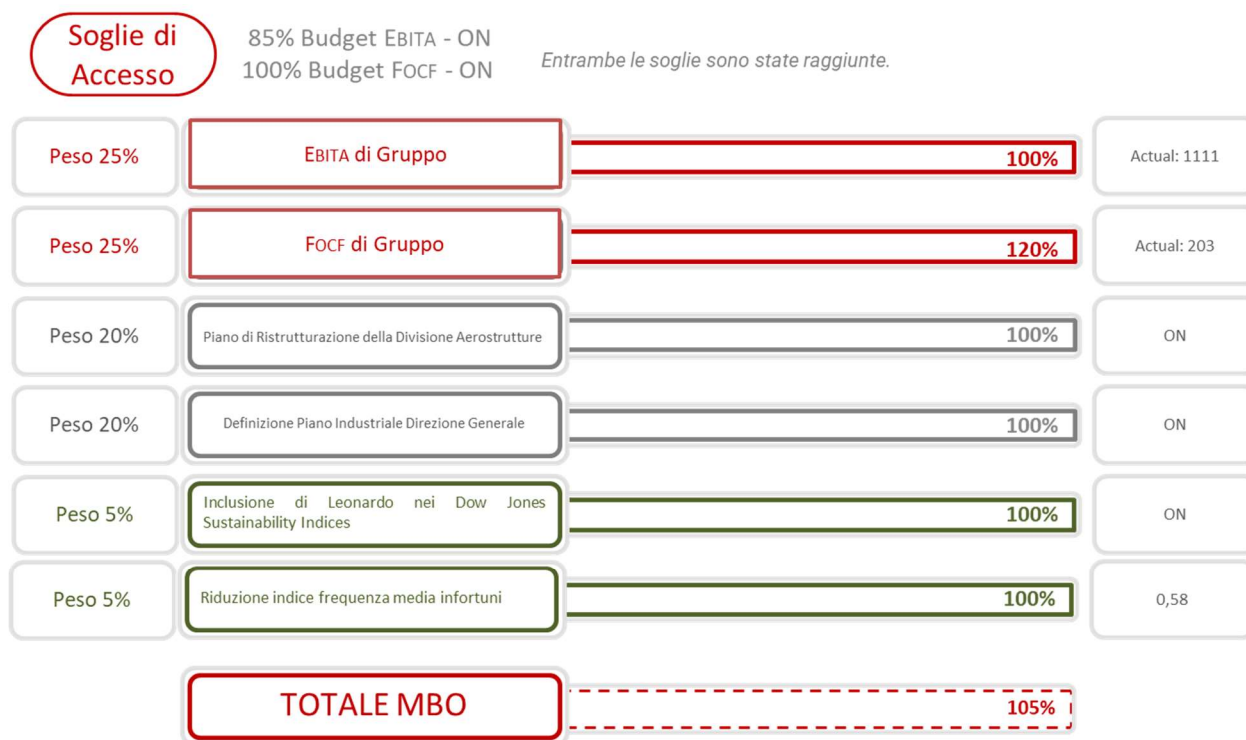 Soglie di
Accesso
85% Budget EBITA - ON
100% Budget FOCF - ON
Entrambe le soglie sono state raggiunte.
Peso 25%
EBITA di Gruppo
100%
Actual: 1111
Peso 25%
FOCF di Gruppo
120%
Actual: 203
Peso 20%
Piano di Ristrutturazione della Divisione Aerostrutture
100%
ON
Peso 20%
Definizione Piano Industriale Direzione Generale
100%
ON
Peso 5%
Inclusione di Leonardo nei Dow Jones
Sustainability Indices
100%
ON
Peso 5%
Riduzione indice frequenza media infortuni
100%
0,58
TOTALE MBO
105%